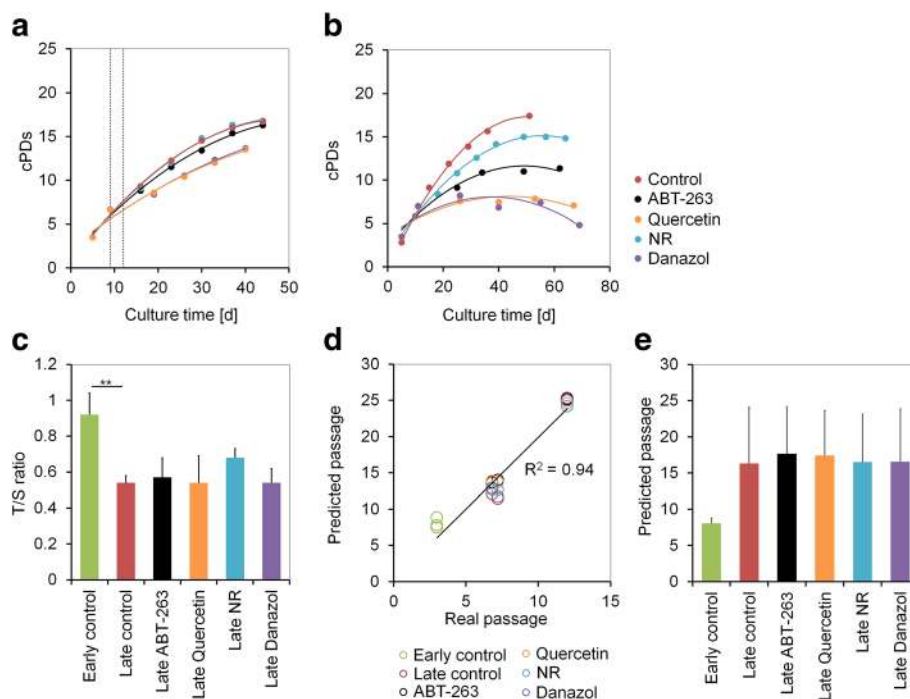 a
25
20
15
10
5
0
cPDs
0 10 20 30 40 50
Culture time [d]
b
25
20
15
10
5
0
cPDs
0 20 40 60 80
Culture time [d]
Control
ABT-263
Quercetin
NR
Danazol
c
1.2
1
0.8
0.6
0.4
0.2
0
T/S ratio
**
Early control
Late control
Late ABT-263
Late Quercetin
Late NR
Late Danazol
d
30
25
20
15
10
5
0
Predicted passage
R² = 0.94
0 5 10 15
Real passage
Early control
Late control
ABT-263
Quercetin
NR
Danazol
e
30
25
20
15
10
5
0
Predicted passage
Early control
Late control
Late ABT-263
Late Quercetin
Late NR
Late Danazol